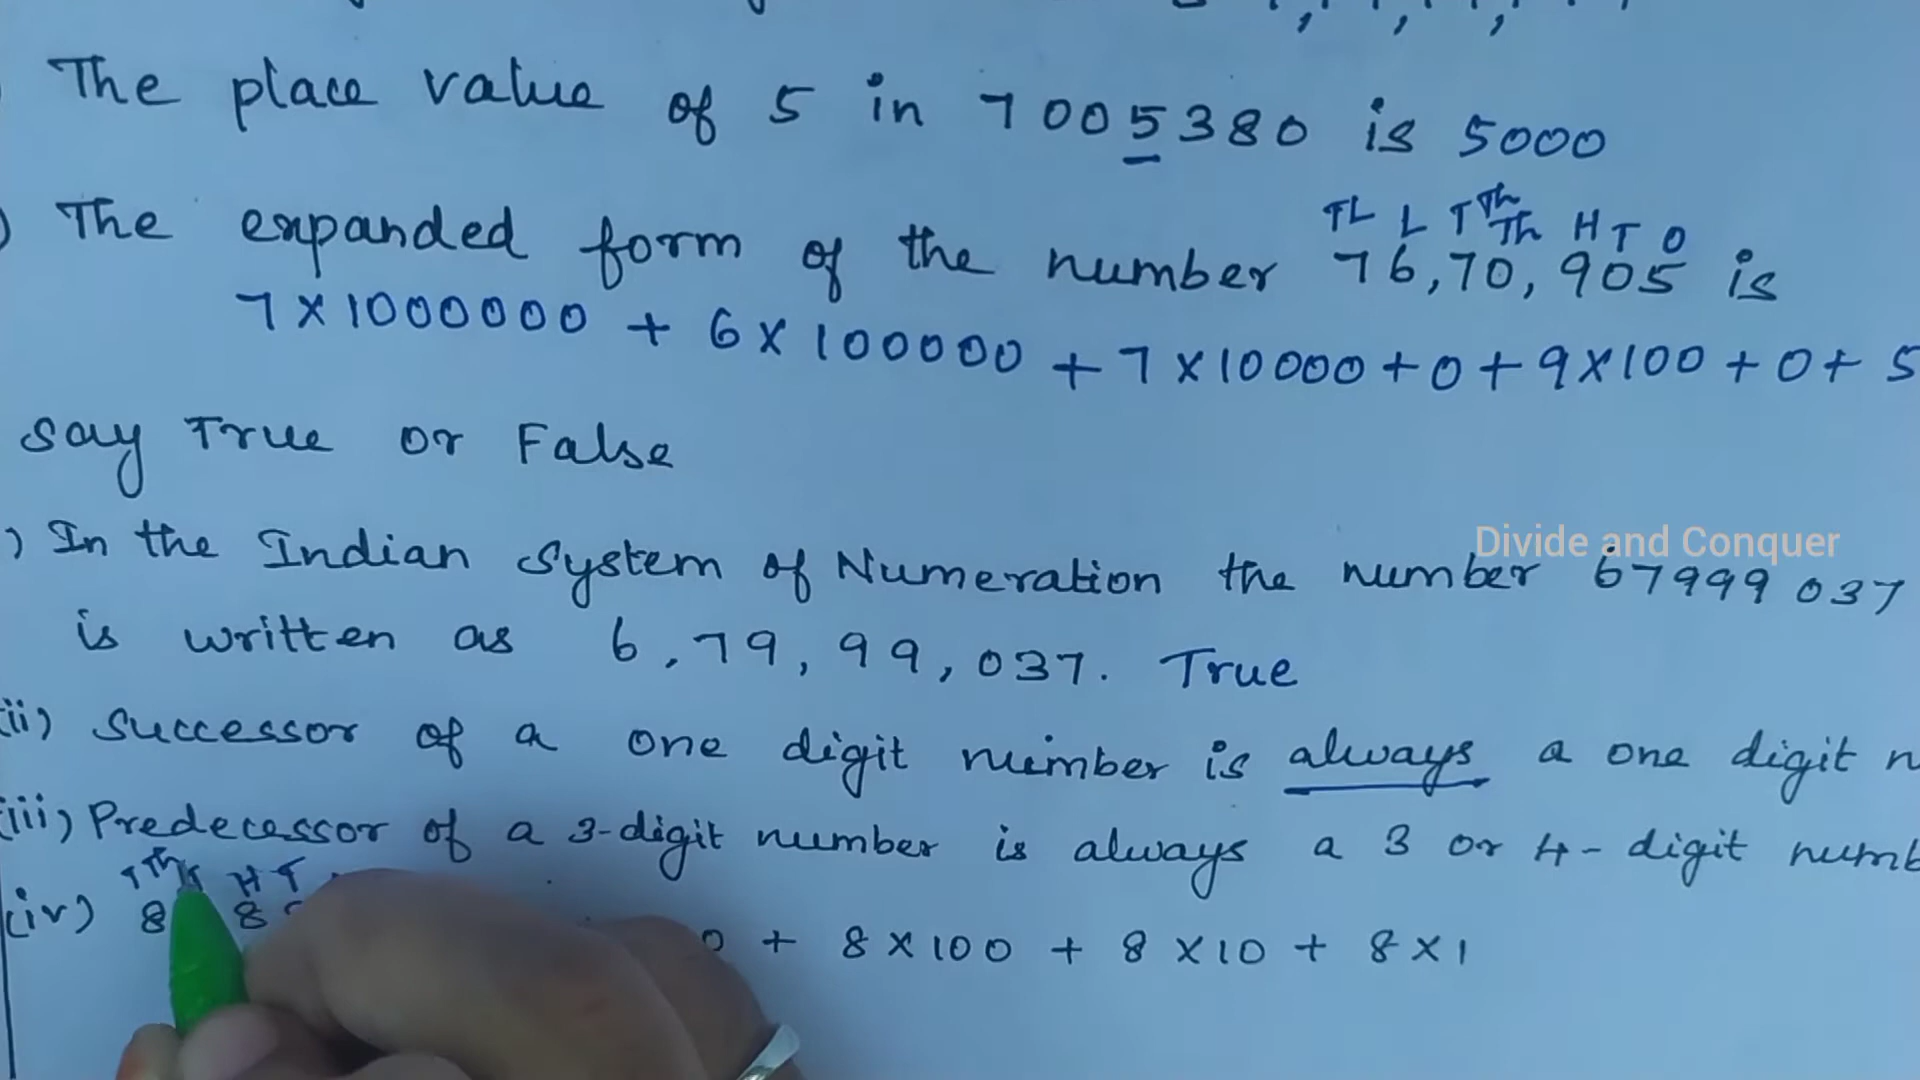 The place value of 5 in 7005380 is 5000
TL L T Th Th H T O
The expanded form of the number 76,70,905 is
7 x 1000000 + 6 x 100000 + 7 x 10000 + 0 + 9 x 100 + 0 + 5
Say True or False
Divide and Conquer
) In the Indian System of Numeration the number 67999037
is written as 6,79,99,037. True
(ii) Successor of a one digit number is always a one digit
(iii) Predecessor of a 3-digit number is always a 3 or 4-digit numb
T Th H T
(iv) 8 8 0 + 8 x 100 + 8 x 10 + 8 x 1